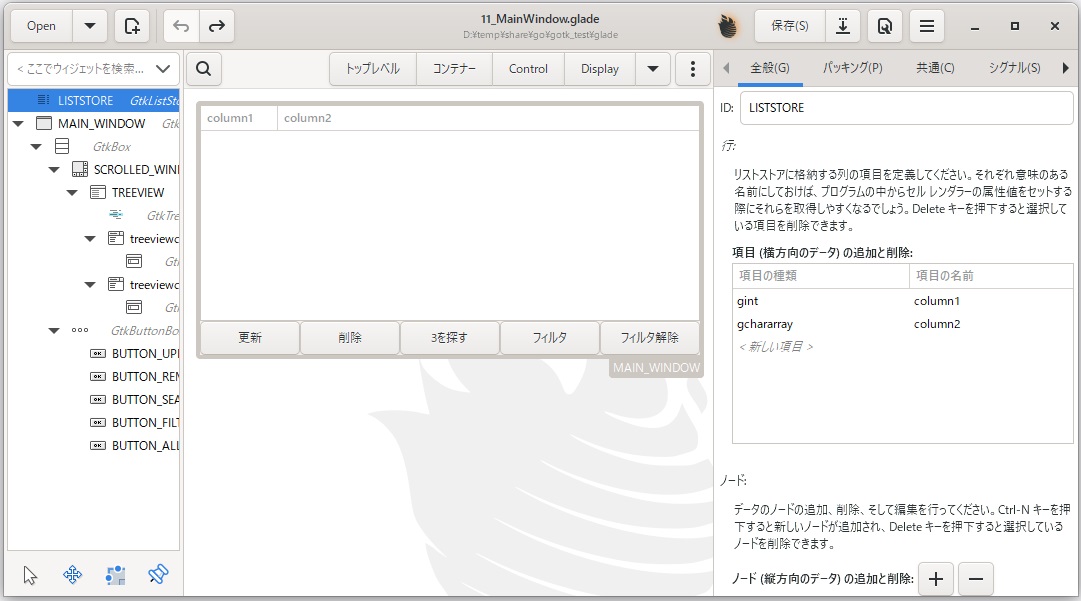 Open
11_MainWindow.glade
D:¥temp¥share¥go¥gotk_test¥glade
保存(S)
< ここでウィジェットを検索...
トップレベル
コンテナー
Control
Display
全般(G)
パッキング(P)
共通(C)
シグナル(S)
LISTSTORE GtkListSto
MAIN_WINDOW Gtk
GtkBox
SCROLLED_WIN
TREEVIEW
GtkTre
treeviewc
Gt
treeviewc
Gt
GtkButtonBo
BUTTON_UP
BUTTON_REM
BUTTON_SEA
BUTTON_FILT
BUTTON_ALL
column1
column2
更新
削除
3を探す
フィルタ
フィルタ解除
MAIN_WINDOW
ID:
LISTSTORE
行:
リストストアに格納する列の項目を定義してください。それぞれ意味のある
名前にしておけば、プログラムの中からセル レンダラーの属性値をセットする
際にそれらを取得しやすくなるでしょう。Delete キーを押下すると選択して
いる項目を削除できます。
項目 (横方向のデータ) の追加と削除:
項目の種類
項目の名前
gint
column1
gchararray
column2
< 新しい項目 >
ノード:
データのノードの追加、削除、そして編集を行ってください。Ctrl-N キーを押
下すると新しいノードが追加され、Delete キーを押下すると選択している
ノードを削除できます。
ノード (縦方向のデータ) の追加と削除: